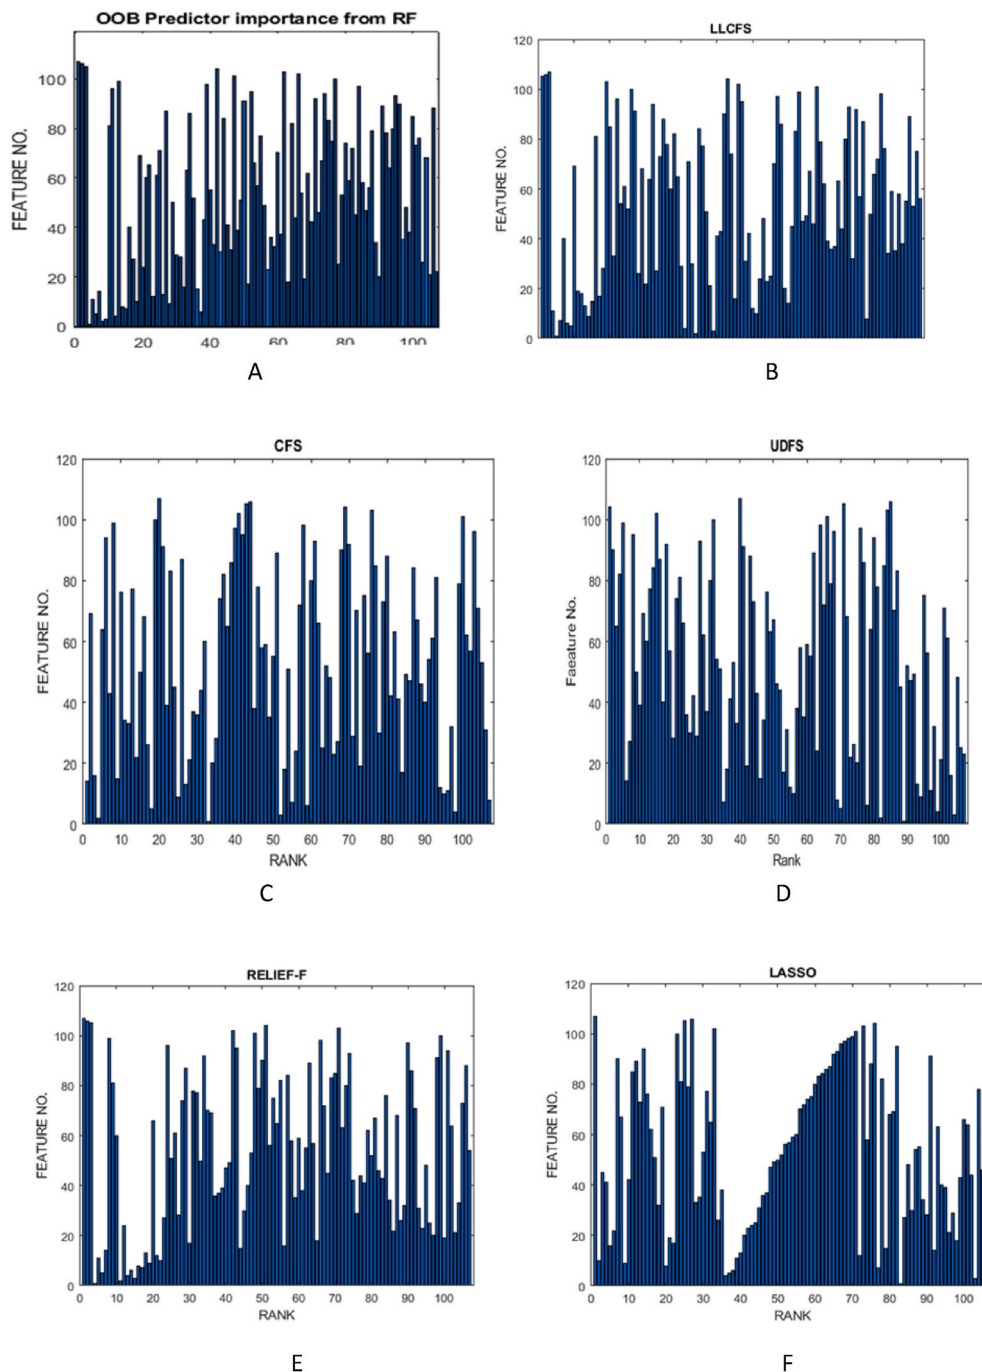 OOB Predictor importance from RF
FEATURE NO.
100
80
60
40
20
0
0 20 40 60 80 100
A
LLCFS
FEATURE NO.
120
100
80
60
40
20
0
B
CFS
FEATURE NO.
120
100
80
60
40
20
0
0 10 20 30 40 50 60 70 80 90 100
RANK
C
UDFS
Faeature No.
120
100
80
60
40
20
0
0 10 20 30 40 50 60 70 80 90 100
Rank
D
RELIEF-F
FEATURE NO.
120
100
80
60
40
20
0
0 10 20 30 40 50 60 70 80 90 100
RANK
E
LASSO
FEATURE NO.
120
100
80
60
40
20
0
0 10 20 30 40 50 60 70 80 90 100
RANK
F